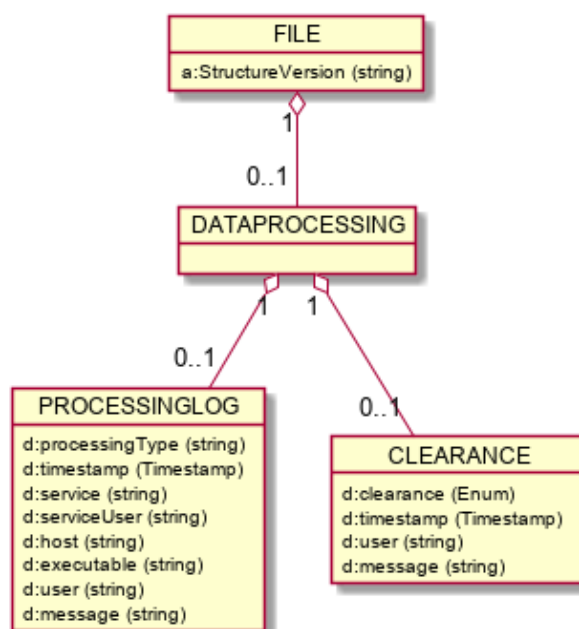 FILE
a:StructureVersion (string)
1
0..1
DATAPROCESSING
1
1
0..1
0..1
PROCESSINGLOG
d:processingType (string)
d:timestamp (Timestamp)
d:service (string)
d:serviceUser (string)
d:host (string)
d:executable (string)
d:user (string)
d:message (string)
CLEARANCE
d:clearance (Enum)
d:timestamp (Timestamp)
d:user (string)
d:message (string)